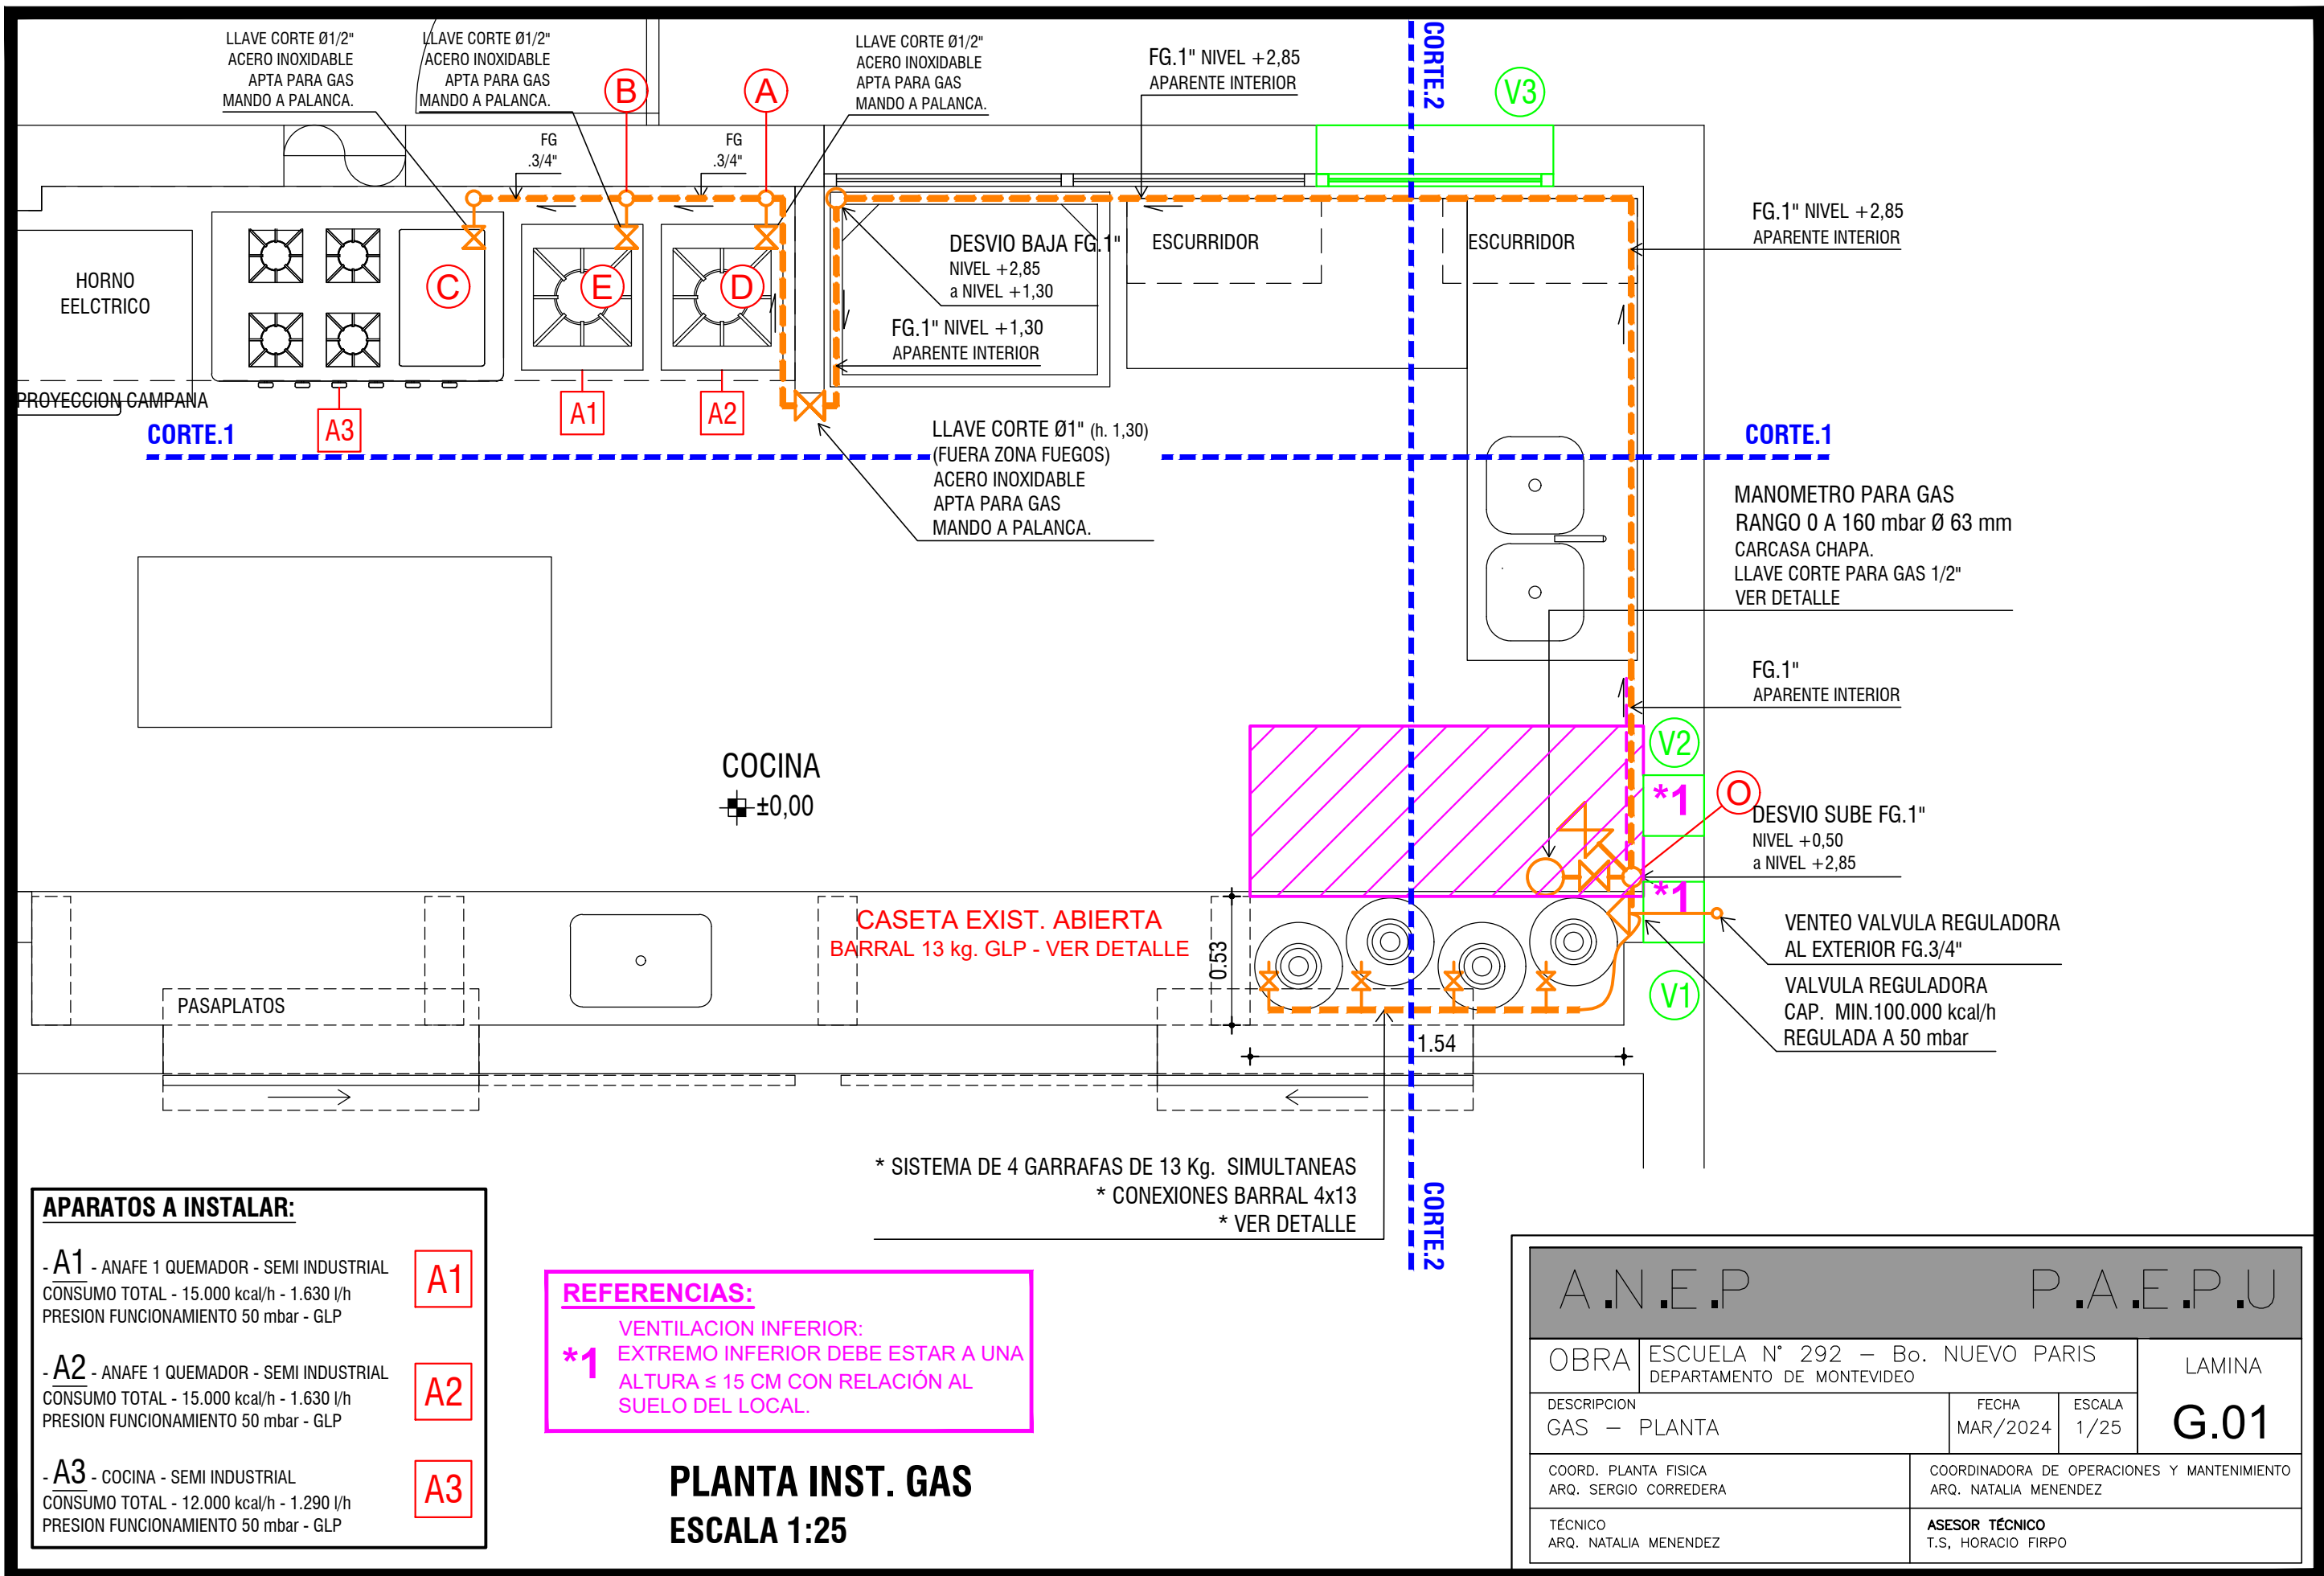 LLAVE CORTE Ø1/2"
ACERO INOXIDABLE
APTA PARA GAS
MANDO A PALANCA.
LLAVE CORTE Ø1/2"
ACERO INOXIDABLE
APTA PARA GAS
MANDO A PALANCA.
B
A
LLAVE CORTE Ø1/2"
ACERO INOXIDABLE
APTA PARA GAS
MANDO A PALANCA.
FG.1" NIVEL +2,85
APARENTE INTERIOR
CORTE.2
V3
FG
.3/4"
FG
.3/4"
FG.1" NIVEL +2,85
APARENTE INTERIOR
HORNO
EELCTRICO
C
E
D
DESVIO BAJA FG.1"
NIVEL +2,85
a NIVEL +1,30
ESCURRIDOR
ESCURRIDOR
FG.1" NIVEL +1,30
APARENTE INTERIOR
PROYECCION CAMPANA
A3
A1
A2
CORTE.1
CORTE.1
LLAVE CORTE Ø1" (h. 1,30)
(FUERA ZONA FUEGOS)
ACERO INOXIDABLE
APTA PARA GAS
MANDO A PALANCA.
MANOMETRO PARA GAS
RANGO 0 A 160 mbar Ø 63 mm
CARCASA CHAPA.
LLAVE CORTE PARA GAS 1/2"
VER DETALLE
FG.1"
APARENTE INTERIOR
COCINA
±0,00
V2
*1
O
DESVIO SUBE FG.1"
NIVEL +0,50
a NIVEL +2,85
*1
CASETA EXIST. ABIERTA
BARRAL 13 kg. GLP - VER DETALLE
0.53
VENTEO VALVULA REGULADORA
AL EXTERIOR FG.3/4"
V1
VALVULA REGULADORA
CAP. MIN.100.000 kcal/h
REGULADA A 50 mbar
PASAPLATOS
1.54
* SISTEMA DE 4 GARRAFAS DE 13 Kg. SIMULTANEAS
* CONEXIONES BARRAL 4x13
* VER DETALLE
CORTE.2
APARATOS A INSTALAR:
- A1 - ANAFE 1 QUEMADOR - SEMI INDUSTRIAL
CONSUMO TOTAL - 15.000 kcal/h - 1.630 l/h
PRESION FUNCIONAMIENTO 50 mbar - GLP
A1
- A2 - ANAFE 1 QUEMADOR - SEMI INDUSTRIAL
CONSUMO TOTAL - 15.000 kcal/h - 1.630 l/h
PRESION FUNCIONAMIENTO 50 mbar - GLP
A2
- A3 - COCINA - SEMI INDUSTRIAL
CONSUMO TOTAL - 12.000 kcal/h - 1.290 l/h
PRESION FUNCIONAMIENTO 50 mbar - GLP
A3
REFERENCIAS:
*1
VENTILACION INFERIOR:
EXTREMO INFERIOR DEBE ESTAR A UNA
ALTURA ≤ 15 CM CON RELACIÓN AL
SUELO DEL LOCAL.
PLANTA INST. GAS
ESCALA 1:25
A.N.E.P P.A.E.P.U
OBRA
ESCUELA N° 292 – Bo. NUEVO PARIS
DEPARTAMENTO DE MONTEVIDEO
LAMINA
G.01
DESCRIPCION
GAS – PLANTA
FECHA
MAR/2024
ESCALA
1/25
COORD. PLANTA FISICA
ARQ. SERGIO CORREDERA
COORDINADORA DE OPERACIONES Y MANTENIMIENTO
ARQ. NATALIA MENENDEZ
TÉCNICO
ARQ. NATALIA MENENDEZ
ASESOR TÉCNICO
T.S, HORACIO FIRPO